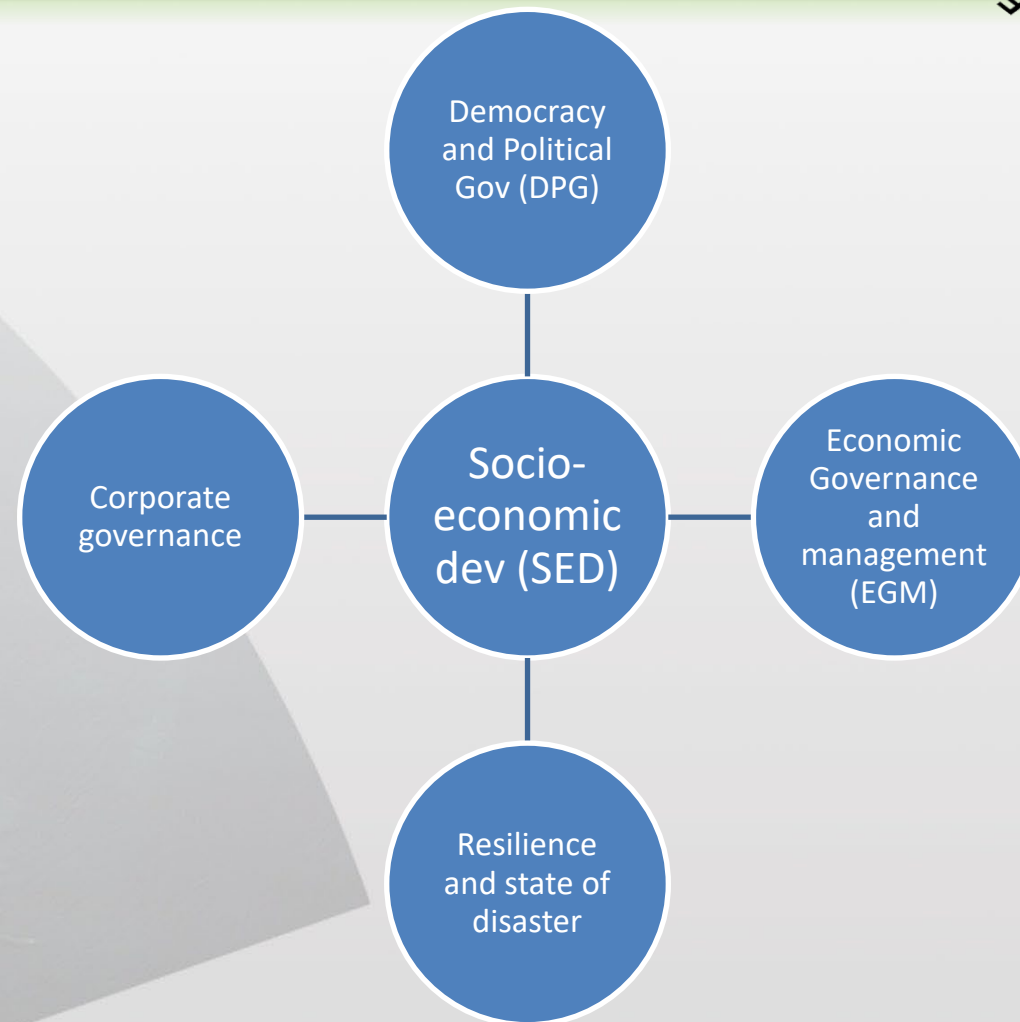 Democracy
and Political
Gov (DPG)
Corporate
governance
Socio-
economic
dev (SED)
Economic
Governance
and
management
(EGM)
Resilience
and state of
disaster